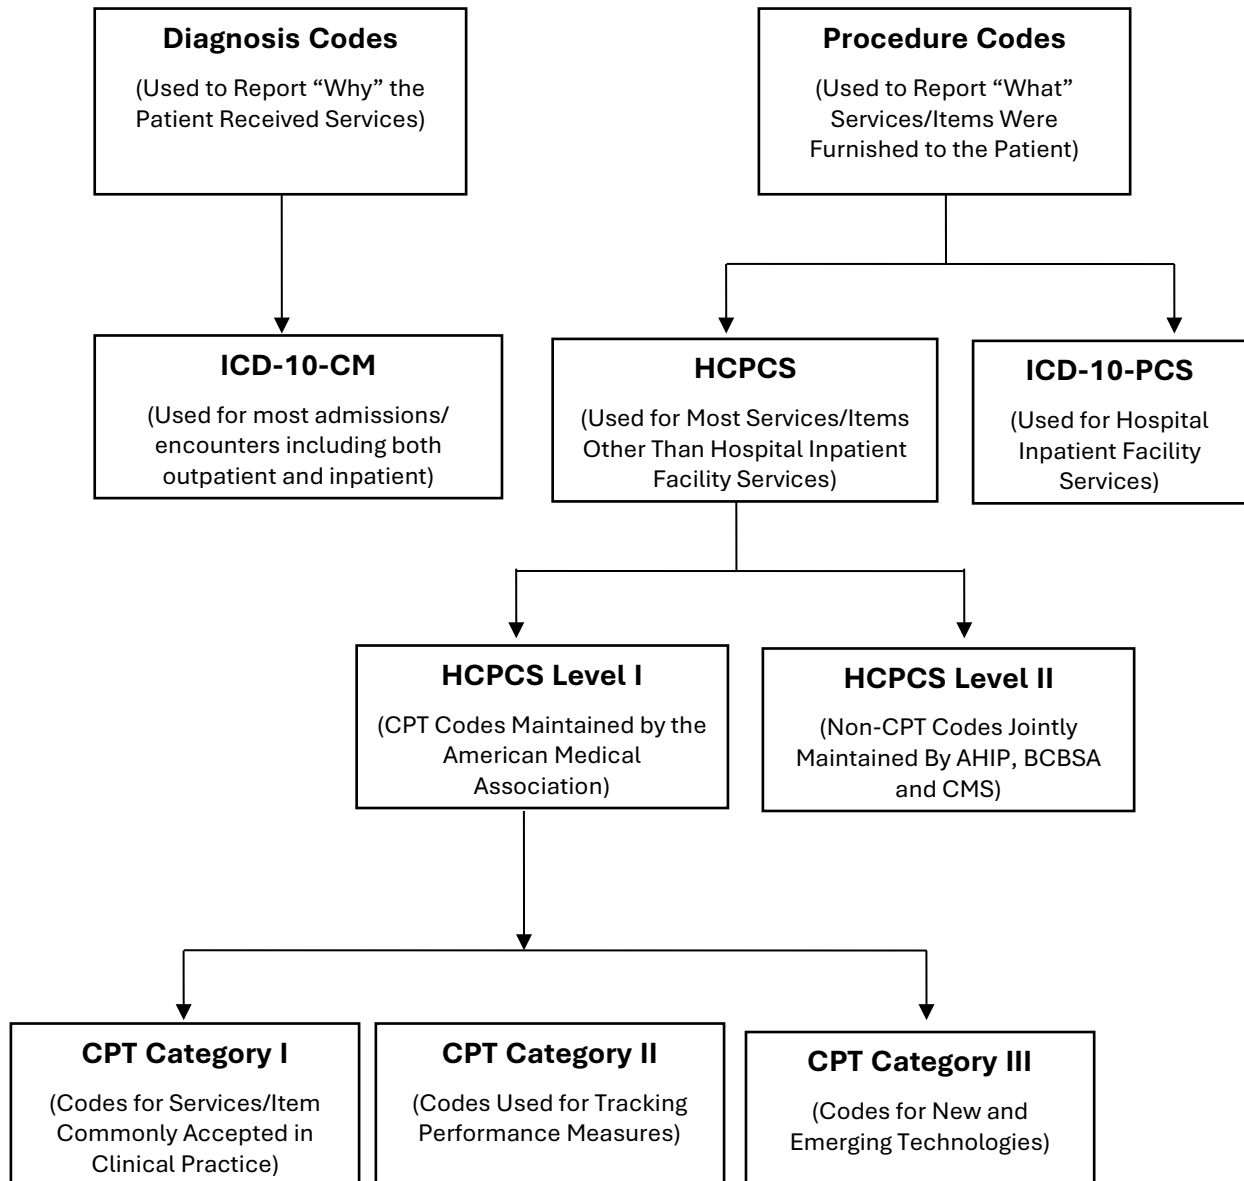 Diagnosis Codes
(Used to Report “Why” the
Patient Received Services)
Procedure Codes
(Used to Report “What”
Services/Items Were
Furnished to the Patient)
ICD-10-CM
(Used for most admissions/
encounters including both
outpatient and inpatient)
HCPCS
(Used for Most Services/Items
Other Than Hospital Inpatient
Facility Services)
ICD-10-PCS
(Used for Hospital
Inpatient Facility
Services)
HCPCS Level I
(CPT Codes Maintained by the
American Medical
Association)
HCPCS Level II
(Non-CPT Codes Jointly
Maintained By AHIP, BCBSA
and CMS)
CPT Category I
(Codes for Services/Item
Commonly Accepted in
Clinical Practice)
CPT Category II
(Codes Used for Tracking
Performance Measures)
CPT Category III
(Codes for New and
Emerging Technologies)